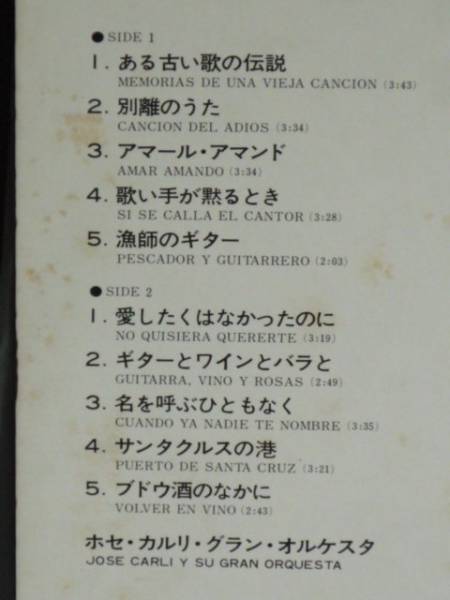 ●SIDE 1
1. ある古い歌の伝説
MEMORIAS DE UNA VIEJA CANCION (3:43)
2. 別離のうた
CANCION DEL ADIOS (3:34)
3. アマール・アマンド
AMAR AMANDO (3:34)
4. 歌い手が黙るとき
SI SE CALLA EL CANTOR (3:28)
5. 漁師のギター
PESCADOR Y GUITARRERO (2:03)
●SIDE 2
1. 愛したくはなかったのに
NO QUISIERA QUERERTE (3:19)
2. ギターとワインとバラと
GUITARRA, VINO Y ROSAS (2:49)
3. 名を呼ぶひともなく
CUANDO YA NADIE TE NOMBRE (3:35)
4. サンタクルスの港
PUERTO DE SANTA CRUZ (3:21)
5. ブドウ酒のなかに
VOLVER EN VINO (2:43)
ホセ・カルリ・グラン・オルケスタ
JOSE CARLI Y SU GRAN ORQUESTA